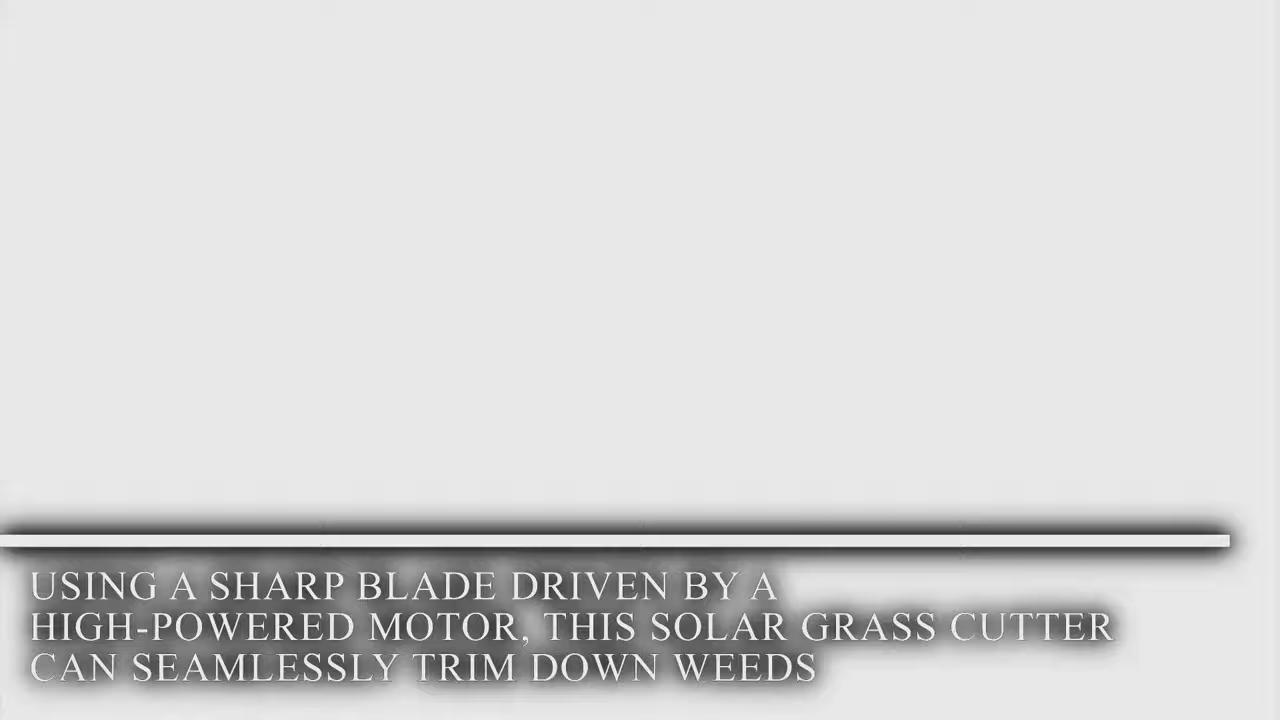 USING A SHARP BLADE DRIVEN BY A
HIGH-POWERED MOTOR, THIS SOLAR GRASS CUTTER
CAN SEAMLESSLY TRIM DOWN WEEDS